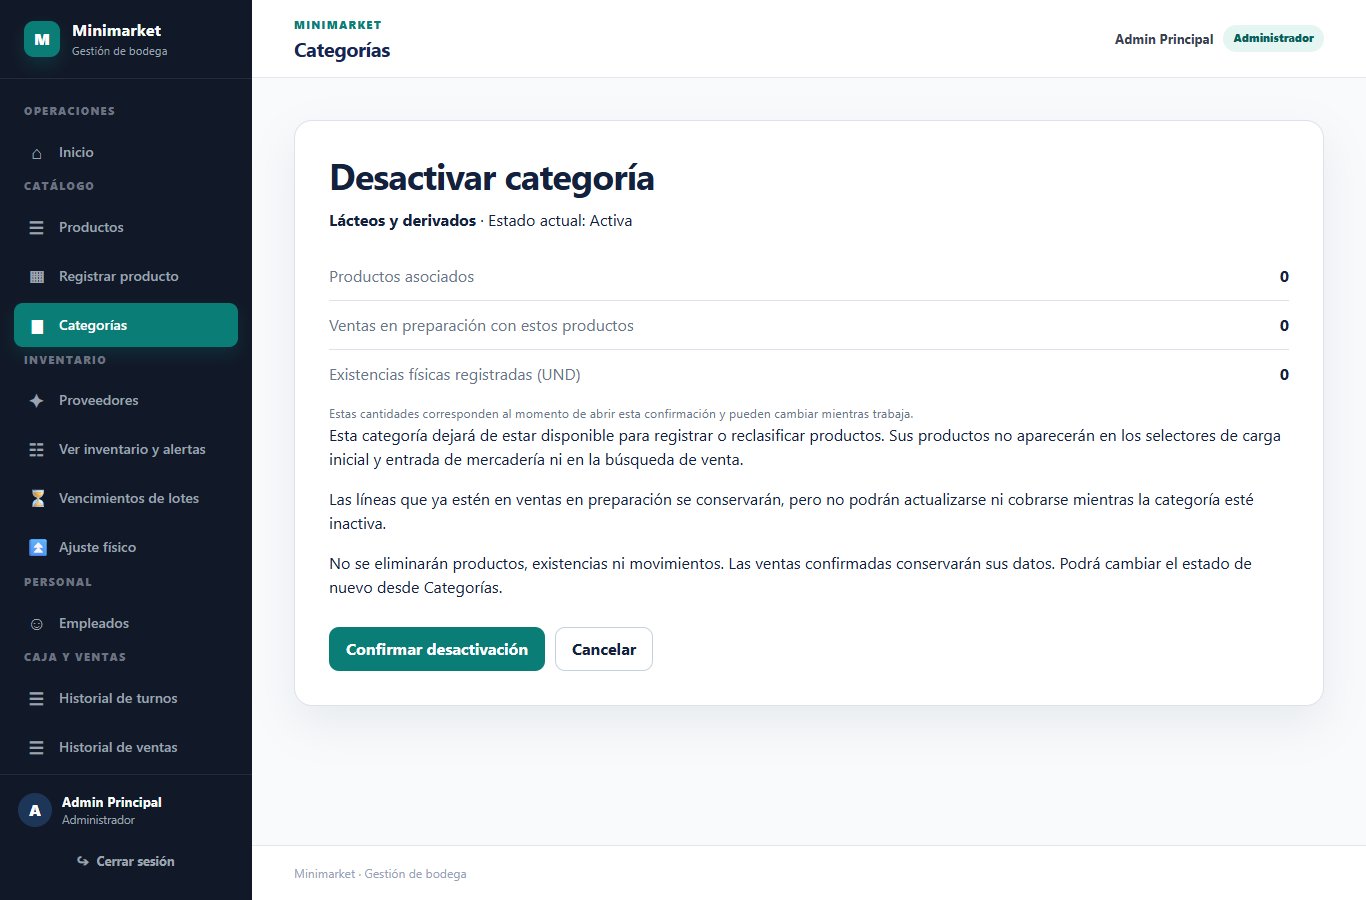 M
Minimarket
Gestión de bodega
OPERACIONES
Inicio
CATÁLOGO
Productos
Registrar producto
Categorías
INVENTARIO
Proveedores
Ver inventario y alertas
Vencimientos de lotes
Ajuste físico
PERSONAL
Empleados
CAJA Y VENTAS
Historial de turnos
Historial de ventas
A
Admin Principal
Administrador
Cerrar sesión
MINIMARKET
Categorías
Admin Principal
Administrador
Desactivar categoría
Lácteos y derivados · Estado actual: Activa
Productos asociados 0
Ventas en preparación con estos productos 0
Existencias físicas registradas (UND) 0
Estas cantidades corresponden al momento de abrir esta confirmación y pueden cambiar mientras trabaja.
Esta categoría dejará de estar disponible para registrar o reclasificar productos. Sus productos no aparecerán en los selectores de carga
inicial y entrada de mercadería ni en la búsqueda de venta.
Las líneas que ya estén en ventas en preparación se conservarán, pero no podrán actualizarse ni cobrarse mientras la categoría esté
inactiva.
No se eliminarán productos, existencias ni movimientos. Las ventas confirmadas conservarán sus datos. Podrá cambiar el estado de
nuevo desde Categorías.
Confirmar desactivación
Cancelar
Minimarket · Gestión de bodega